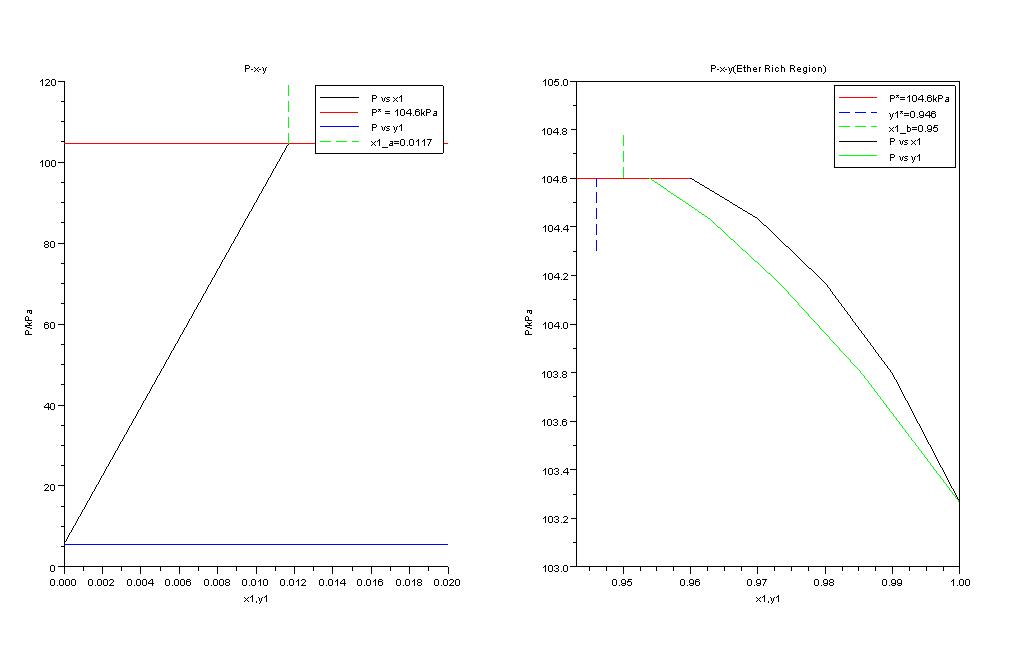 P-x-y
120
100
80
60
40
20
0
P/kPa
0.000 0.002 0.004 0.006 0.008 0.010 0.012 0.014 0.016 0.018 0.020
x1,y1
P vs x1
P* = 104.6kPa
P vs y1
x1_a=0.0117
P-x-y(Ether Rich Region)
105.0
104.8
104.6
104.4
104.2
104.0
103.8
103.6
103.4
103.2
103.0
P/kPa
0.95 0.96 0.97 0.98 0.99 1.00
x1,y1
P*=104.6kPa
y1*=0.946
x1_b=0.95
P vs x1
P vs y1